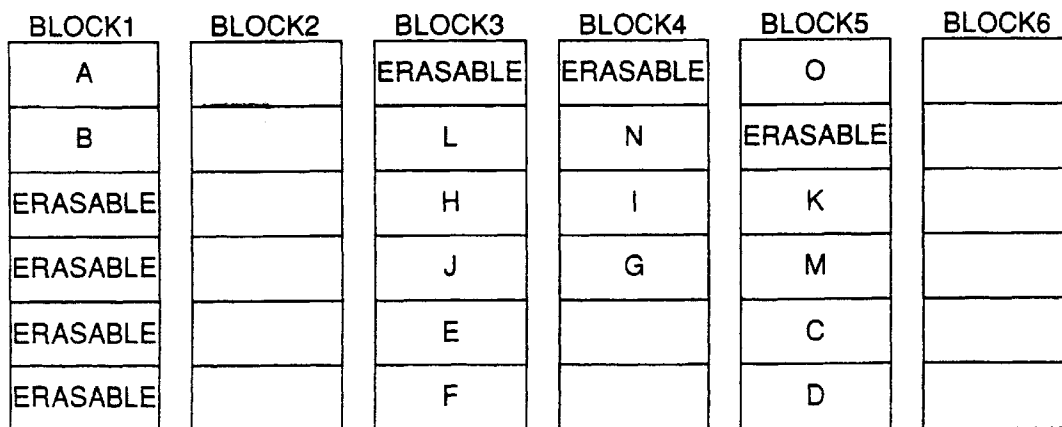 BLOCK1 BLOCK2 BLOCK3 BLOCK4 BLOCK5 BLOCK6
A ERASABLE ERASABLE O
B L N ERASABLE
ERASABLE H I K
ERASABLE J G M
ERASABLE E C
ERASABLE F D